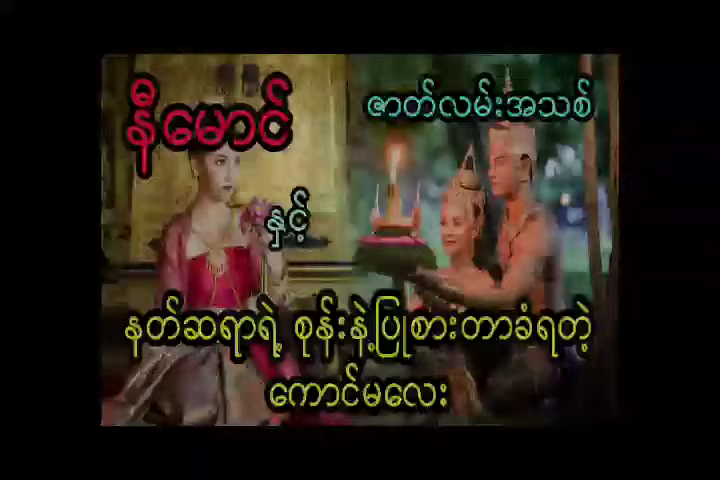 နီမောင်
ဇာတ်လမ်းအသစ်
နှင့်
နတ်ဆရာရဲ့ စုန်းနဲ့ပြုစားတာခံရတဲ့
ကောင်မလေး